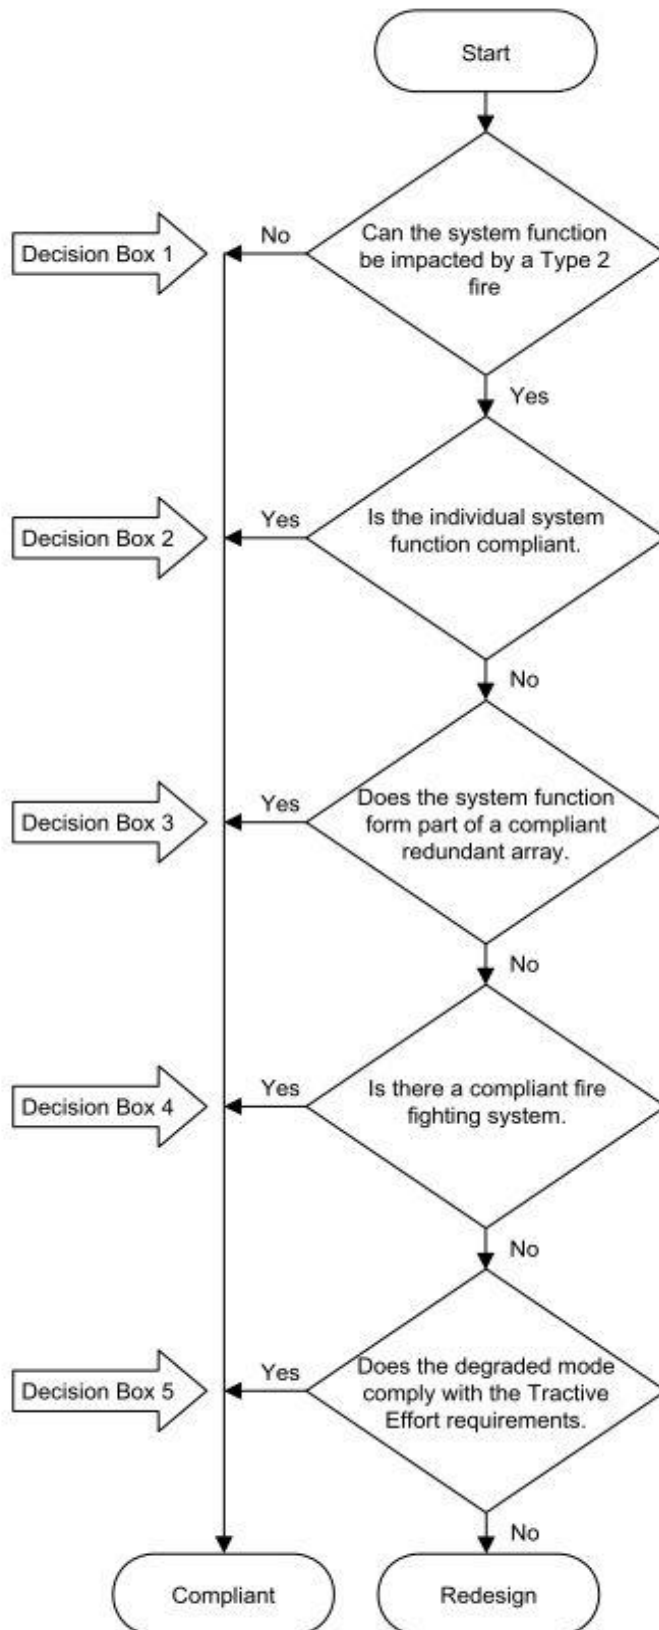 Start
Decision Box 1
No
Can the system function
be impacted by a Type 2
fire
Yes
Decision Box 2
Yes
Is the individual system
function compliant.
No
Decision Box 3
Yes
Does the system function
form part of a compliant
redundant array.
No
Decision Box 4
Yes
Is there a compliant fire
fighting system.
No
Decision Box 5
Yes
Does the degraded mode
comply with the Tractive
Effort requirements.
No
Compliant
Redesign